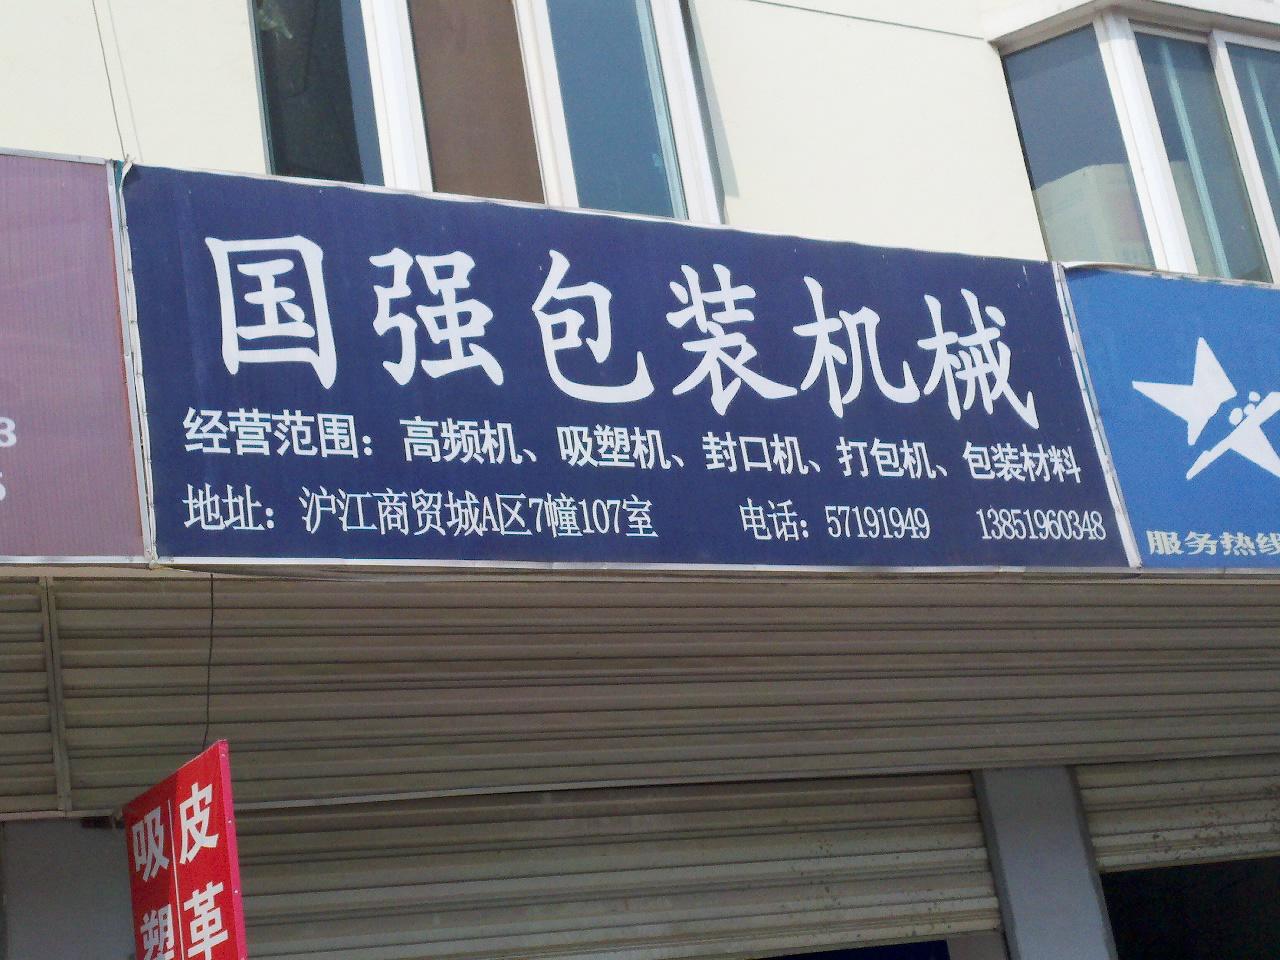 国强包装机械
经营范围：高频机、吸塑机、封口机、打包机、包装材料
地址：沪江商贸城A区7幢107室 电话：57191949 13851960348
服务热线
皮革
吸塑